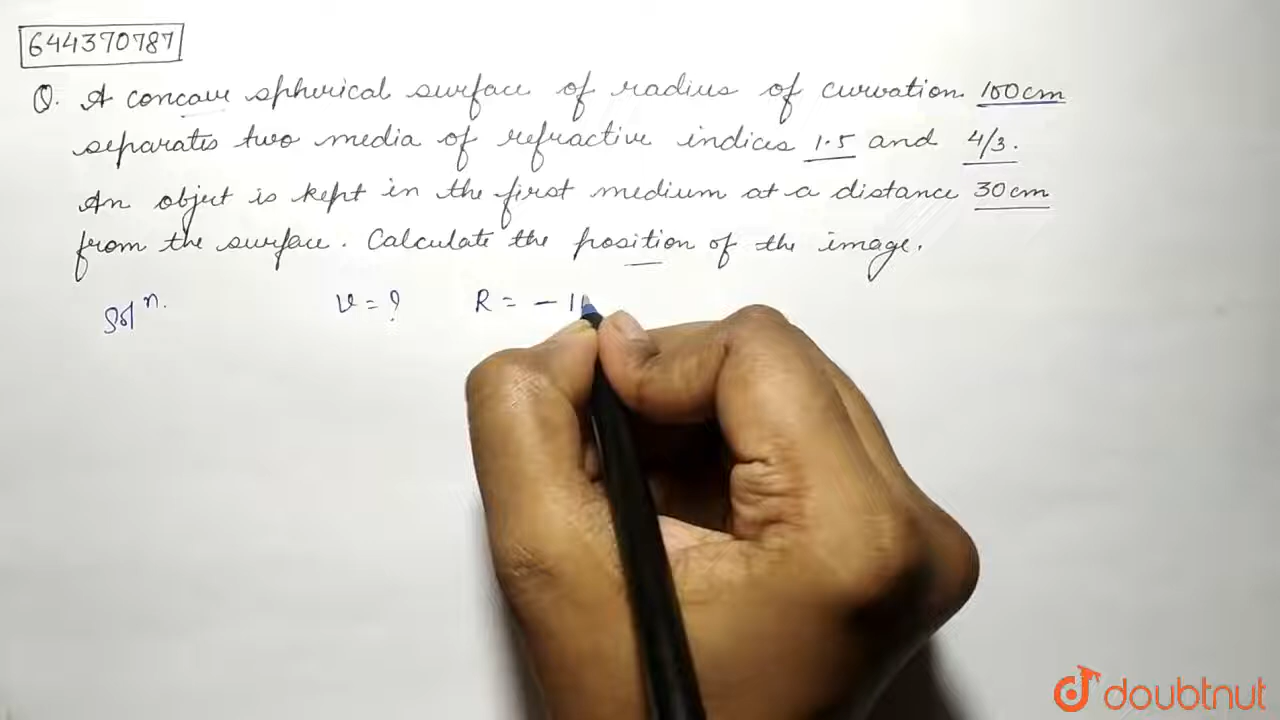 644370787
Q. A concave spherical surface of radius of curvation 100cm
separates two media of refractive indices 1.5 and 4/3.
An object is kept in the first medium at a distance 30cm
from the surface. Calculate the position of the image.
Solⁿ. v = ? R = - 1
doubtnut